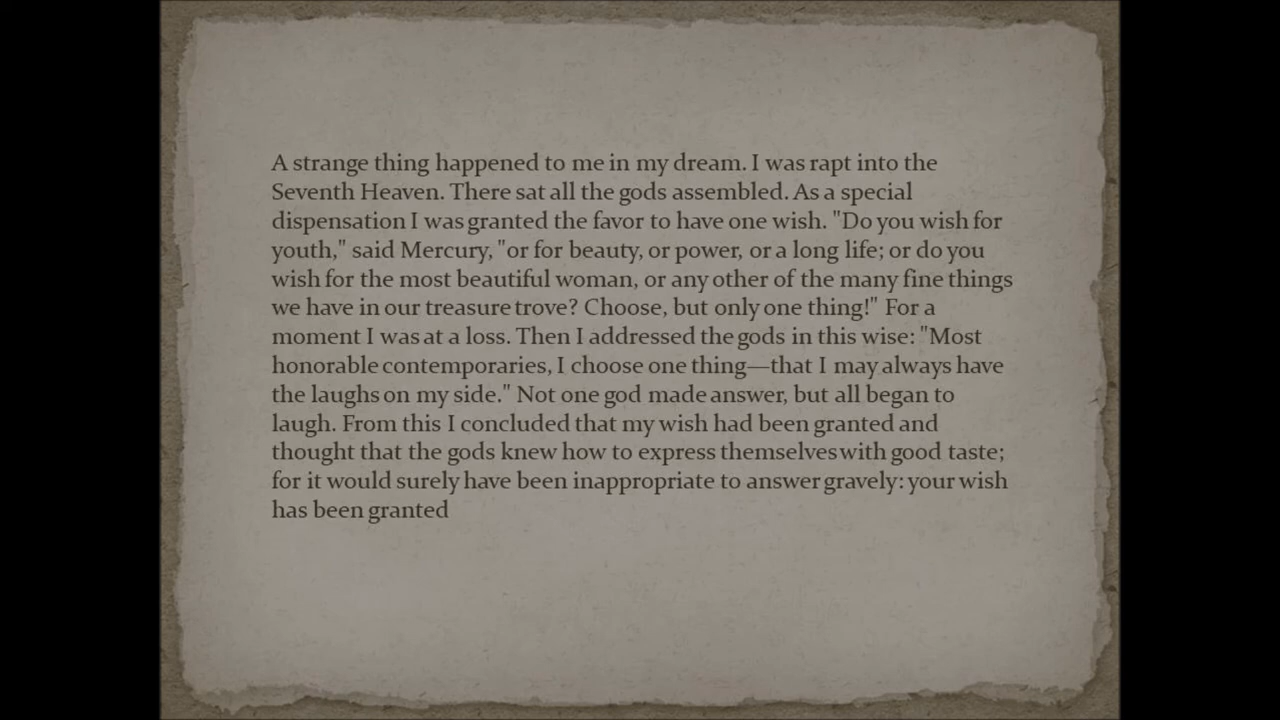 A strange thing happened to me in my dream. I was rapt into the
Seventh Heaven. There sat all the gods assembled. As a special
dispensation I was granted the favor to have one wish. "Do you wish for
youth," said Mercury, "or for beauty, or power, or a long life; or do you
wish for the most beautiful woman, or any other of the many fine things
we have in our treasure trove? Choose, but only one thing!" For a
moment I was at a loss. Then I addressed the gods in this wise: "Most
honorable contemporaries, I choose one thing—that I may always have
the laughs on my side." Not one god made answer, but all began to
laugh. From this I concluded that my wish had been granted and
thought that the gods knew how to express themselves with good taste;
for it would surely have been inappropriate to answer gravely: your wish
has been granted